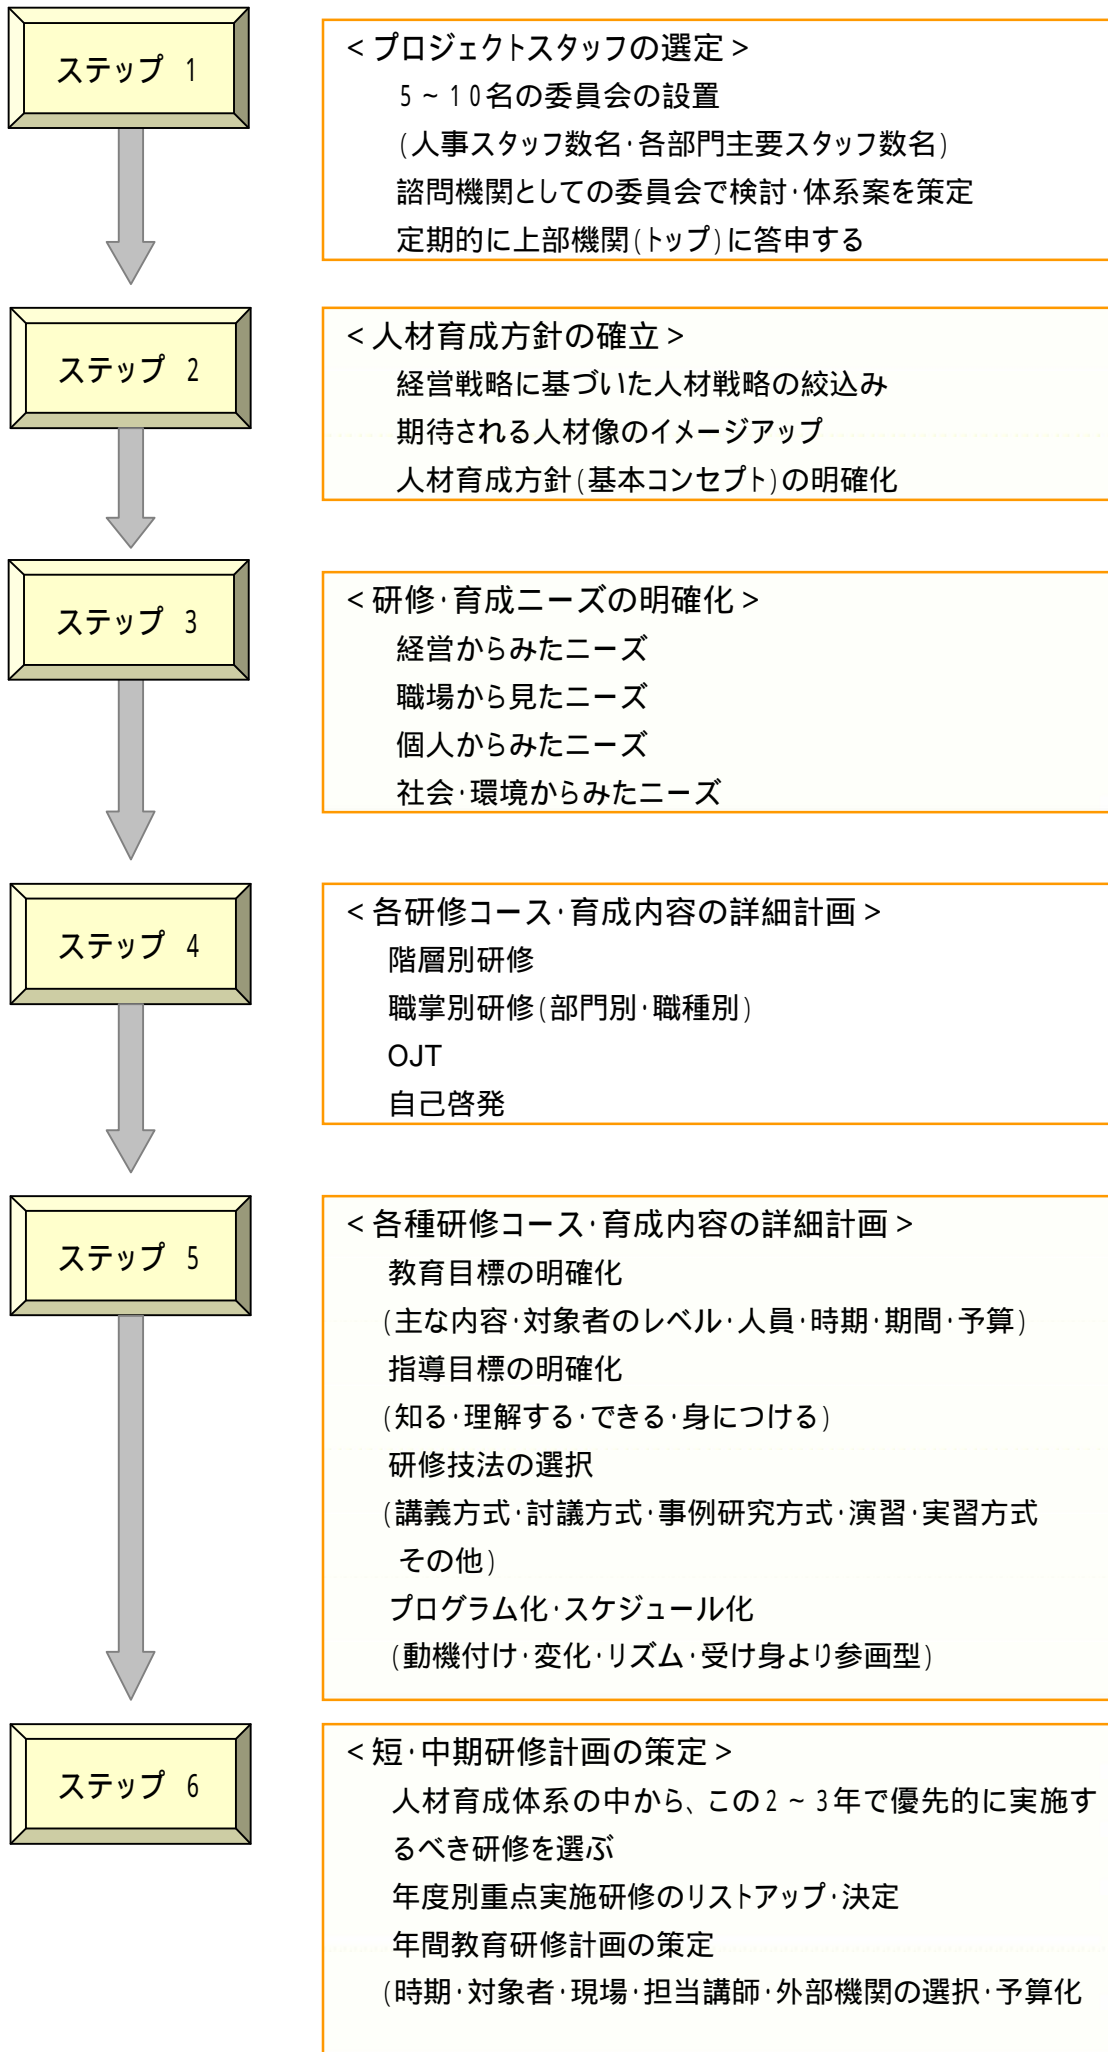 ステップ 1
<プロジェクトスタッフの選定>
5~10名の委員会の設置
(人事スタッフ数名・各部門主要スタッフ数名)
諮問機関としての委員会で検討・体系案を策定
定期的に上部機関(トップ)に答申する
ステップ 2
<人材育成方針の確立>
経営戦略に基づいた人材戦略の絞込み
期待される人材像のイメージアップ
人材育成方針(基本コンセプト)の明確化
ステップ 3
<研修・育成ニーズの明確化>
経営からみたニーズ
職場から見たニーズ
個人からみたニーズ
社会・環境からみたニーズ
ステップ 4
<各研修コース・育成内容の詳細計画>
階層別研修
職掌別研修(部門別・職種別)
OJT
自己啓発
ステップ 5
<各種研修コース・育成内容の詳細計画>
教育目標の明確化
(主な内容・対象者のレベル・人員・時期・期間・予算)
指導目標の明確化
(知る・理解する・できる・身につける)
研修技法の選択
(講義方式・討議方式・事例研究方式・演習・実習方式
その他)
プログラム化・スケジュール化
(動機付け・変化・リズム・受け身より参画型)
ステップ 6
<短・中期研修計画の策定>
人材育成体系の中から、この2~3年で優先的に実施す
るべき研修を選ぶ
年度別重点実施研修のリストアップ・決定
年間教育研修計画の策定
(時期・対象者・現場・担当講師・外部機関の選択・予算化